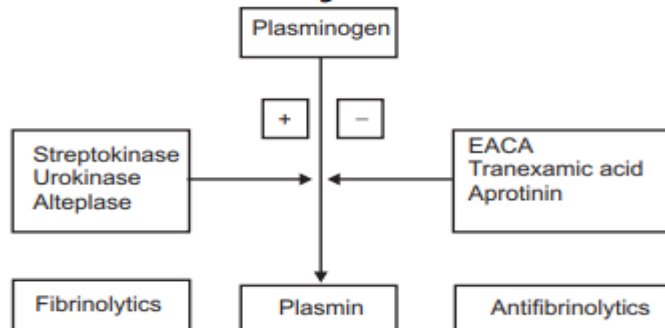 Plasminogen
+ −
Streptokinase
Urokinase
Alteplase
EACA
Tranexamic acid
Aprotinin
Fibrinolytics
Plasmin
Antifibrinolytics